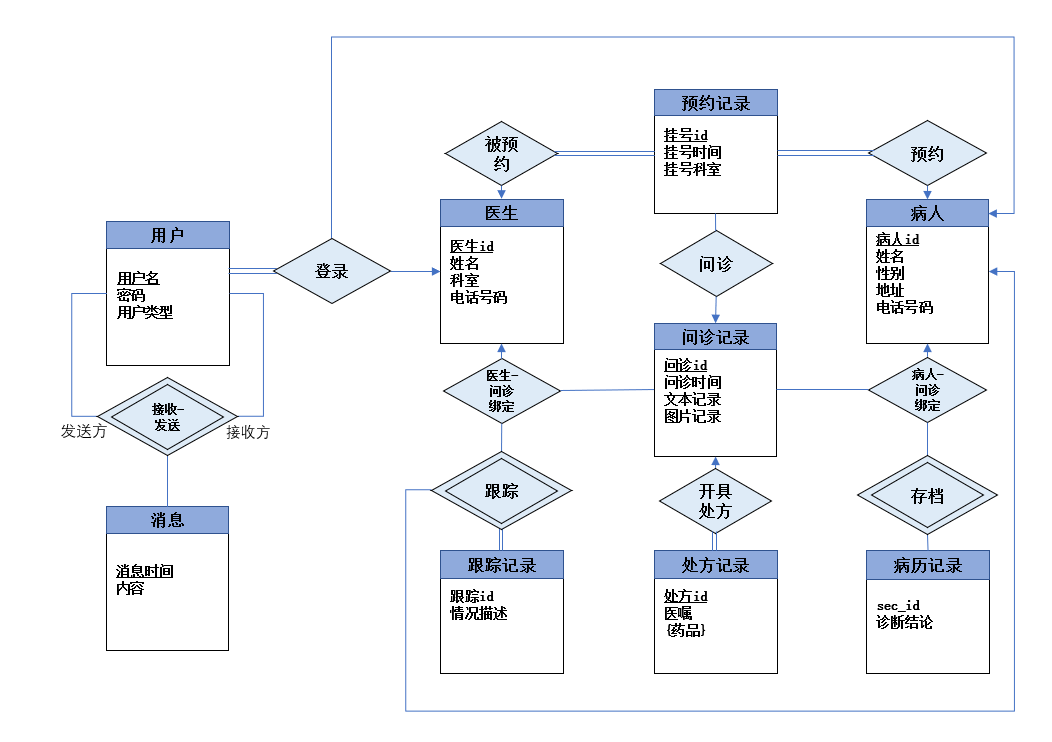 预约记录
挂号id
挂号时间
挂号科室
被预
约
预约
医生
医生id
姓名
科室
电话号码
病人
病人id
姓名
性别
地址
电话号码
用户
用户名
密码
用户类型
登录
问诊
问诊记录
问诊id
问诊时间
文本记录
图片记录
医生-
问诊
绑定
病人-
问诊
绑定
接收-
发送
发送方
接收方
跟踪
开具
处方
存档
消息
消息时间
内容
跟踪记录
跟踪id
情况描述
处方记录
处方id
医嘱
{药品}
病历记录
sec_id
诊断结论